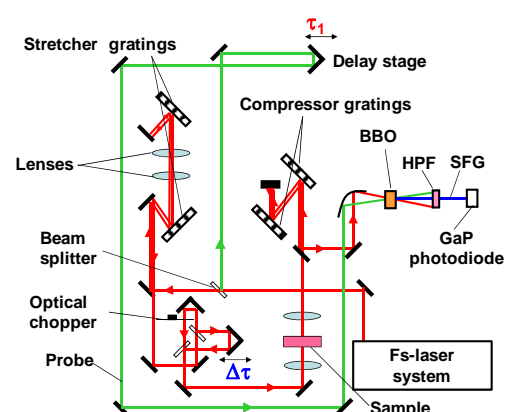 τ1
Stretcher gratings
Delay stage
Compressor gratings
BBO
HPF
SFG
Lenses
GaP
photodiode
Beam
splitter
Optical
chopper
Fs-laser
system
Δτ
Probe
Sample